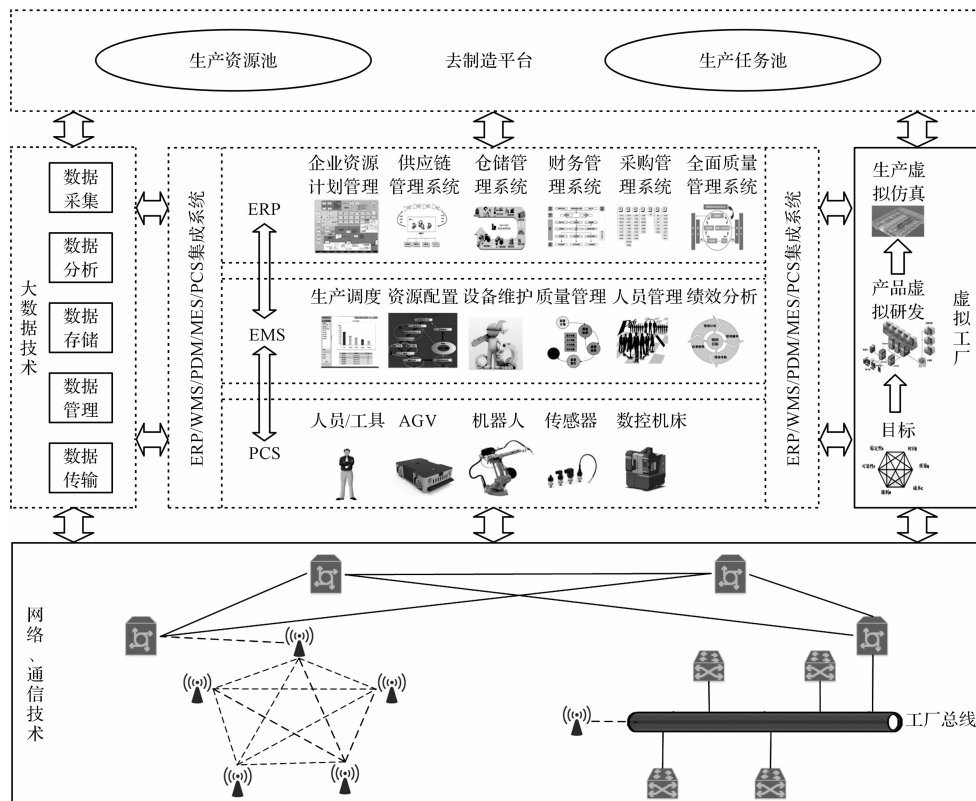 生产资源池
去制造平台
生产任务池
大数据技术
数据
采集
数据
分析
数据
存储
数据
管理
数据
传输
ERP/WMS/PDM/MES/PCS集成系统
ERP
EMS
PCS
企业资源
计划管理
供应链
管理系统
仓储管
理系统
财务管
理系统
采购管
理系统
全面质量
管理系统
生产调度
资源配置
设备维护
质量管理
人员管理
绩效分析
人员/工具
AGV
机器人
传感器
数控机床
ERP/WMS/PDM/MES/PCS集成系统
生产虚
拟仿真
产品虚
拟研发
目标
虚拟工厂
网络、通信技术
工厂总线